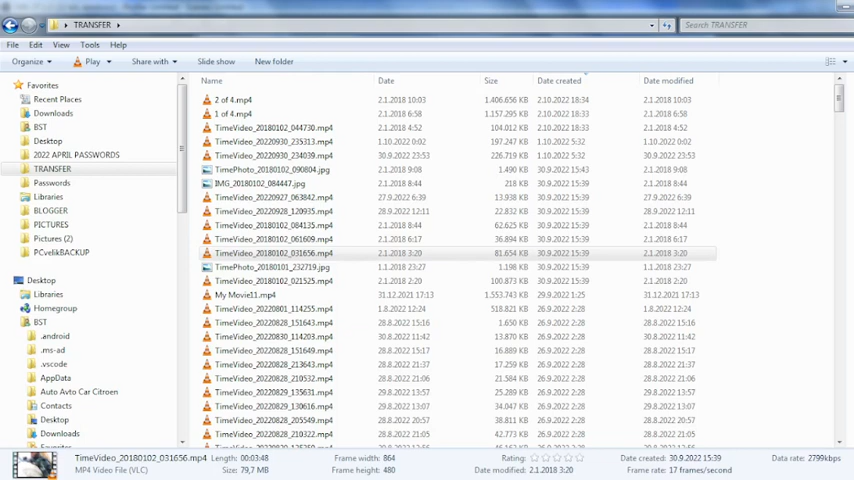 TRANSFER
Search TRANSFER
File Edit View Tools Help
Organize Play Share with Slide show New folder
Name Date Size Date created Date modified
Favorites
Recent Places
Downloads
BST
Desktop
2022 APRIL PASSWORDS
TRANSFER
Passwords
Libraries
BLOGGER
PICTURES
Pictures (2)
PCvelikBACKUP
Desktop
Libraries
Homegroup
BST
.android
.ms-ad
.vscode
AppData
Auto Avto Car Citroen
Contacts
Desktop
Downloads
2 of 4.mp4 2.1.2018 10:03 1.406.656 KB 2.10.2022 18:34 2.1.2018 10:03
1 of 4.mp4 2.1.2018 6:58 1.157.295 KB 2.10.2022 18:33 2.1.2018 6:58
TimeVideo_20180102_044730.mp4 2.1.2018 4:52 104.012 KB 2.10.2022 18:33 2.1.2018 4:52
TimeVideo_20220930_235313.mp4 1.10.2022 0:02 197.247 KB 1.10.2022 5:32 1.10.2022 0:02
TimeVideo_20220930_234039.mp4 30.9.2022 23:53 226.719 KB 1.10.2022 5:32 30.9.2022 23:53
TimePhoto_20180102_090804.jpg 2.1.2018 9:08 1.490 KB 30.9.2022 15:43 2.1.2018 9:08
IMG_20180102_084447.jpg 2.1.2018 8:44 218 KB 30.9.2022 15:39 2.1.2018 8:44
TimeVideo_20220927_063842.mp4 27.9.2022 6:39 13.938 KB 30.9.2022 15:39 27.9.2022 6:39
TimeVideo_20220928_120935.mp4 28.9.2022 12:11 22.832 KB 30.9.2022 15:39 28.9.2022 12:11
TimeVideo_20180102_084135.mp4 2.1.2018 8:44 62.625 KB 30.9.2022 15:39 2.1.2018 8:44
TimeVideo_20180102_061609.mp4 2.1.2018 6:17 36.894 KB 30.9.2022 15:39 2.1.2018 6:17
TimeVideo_20180102_031656.mp4 2.1.2018 3:20 81.654 KB 30.9.2022 15:39 2.1.2018 3:20
TimePhoto_20180101_232719.jpg 1.1.2018 23:27 1.198 KB 30.9.2022 15:39 1.1.2018 23:27
TimeVideo_20180102_021525.mp4 2.1.2018 2:20 100.873 KB 30.9.2022 15:39 2.1.2018 2:20
My Movie11.mp4 31.12.2021 17:13 1.553.743 KB 29.9.2022 1:25 31.12.2021 17:13
TimeVideo_20220801_114255.mp4 1.8.2022 12:24 518.821 KB 26.9.2022 2:28 1.8.2022 12:24
TimeVideo_20220828_151643.mp4 28.8.2022 15:16 1.650 KB 26.9.2022 2:28 28.8.2022 15:16
TimeVideo_20220830_114203.mp4 30.8.2022 11:42 13.670 KB 26.9.2022 2:28 30.8.2022 11:42
TimeVideo_20220828_151649.mp4 28.8.2022 15:17 16.889 KB 26.9.2022 2:28 28.8.2022 15:17
TimeVideo_20220828_213643.mp4 28.8.2022 21:37 17.259 KB 26.9.2022 2:28 28.8.2022 21:37
TimeVideo_20220828_210532.mp4 28.8.2022 21:06 21.584 KB 26.9.2022 2:28 28.8.2022 21:06
TimeVideo_20220829_135631.mp4 29.8.2022 13:57 25.289 KB 26.9.2022 2:28 29.8.2022 13:57
TimeVideo_20220829_130616.mp4 29.8.2022 13:07 34.047 KB 26.9.2022 2:28 29.8.2022 13:07
TimeVideo_20220828_205549.mp4 28.8.2022 20:57 38.811 KB 26.9.2022 2:28 28.8.2022 20:57
TimeVideo_20220828_210322.mp4 28.8.2022 21:05 42.773 KB 26.9.2022 2:28 28.8.2022 21:05
TimeVideo_20180102_031656.mp4 Length: 00:03:48 Frame width: 864 Rating: Date created: 30.9.2022 15:39 Data rate: 2799kbps
MP4 Video File (VLC) Size: 79,7 MB Frame height: 480 Date modified: 2.1.2018 3:20 Frame rate: 17 frames/second